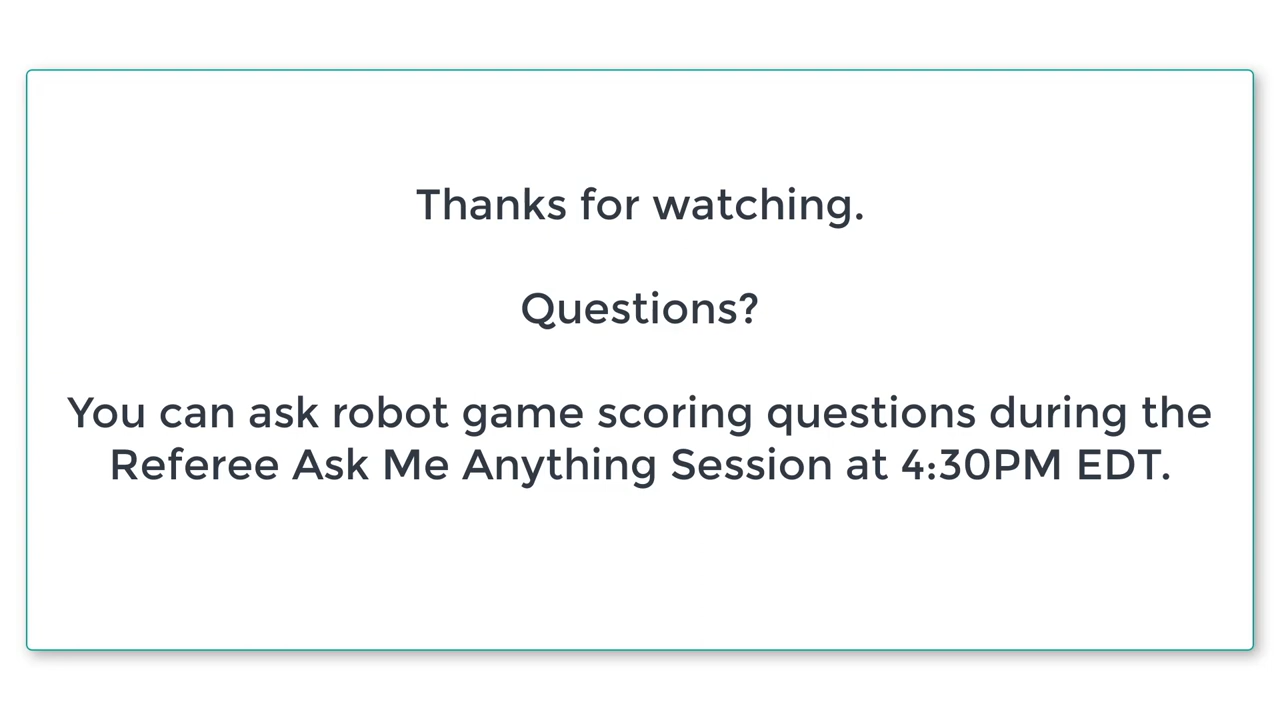 Thanks for watching.
Questions?
You can ask robot game scoring questions during the
Referee Ask Me Anything Session at 4:30PM EDT.